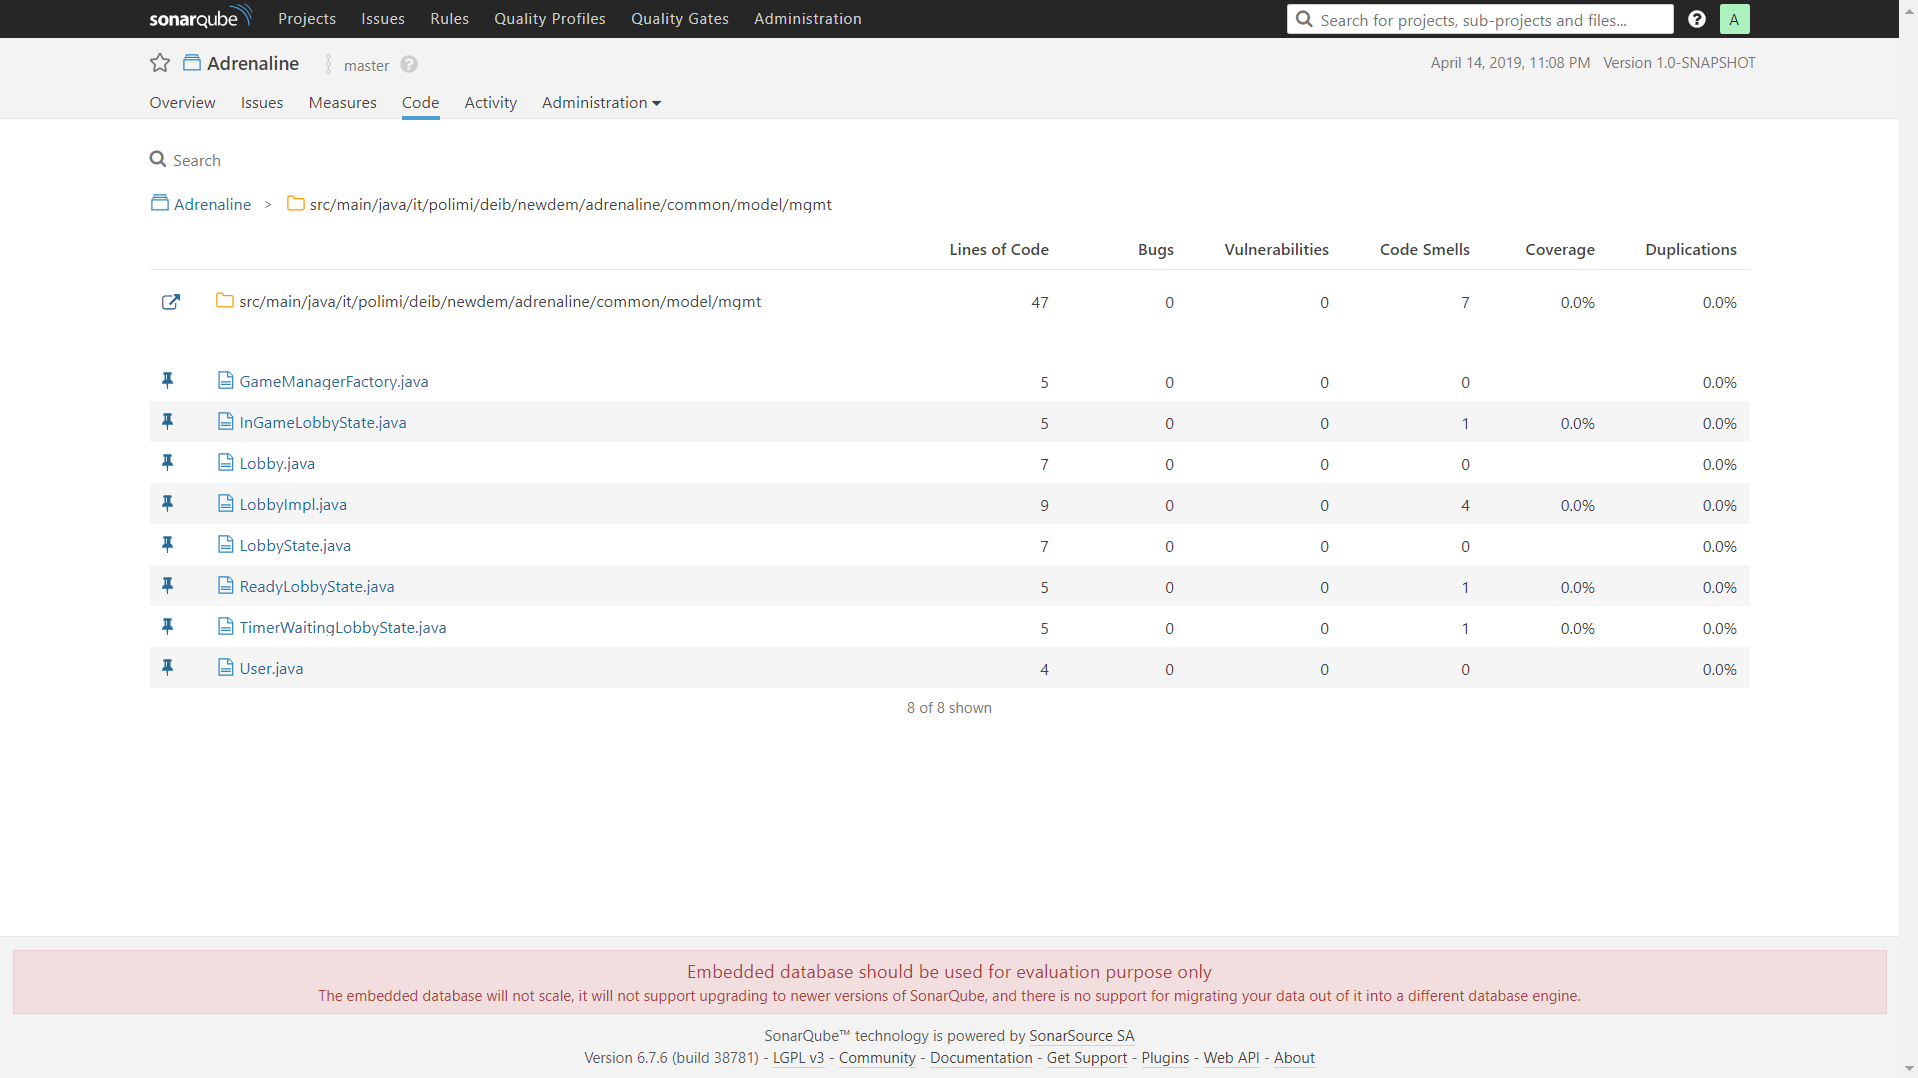 sonarqube Projects Issues Rules Quality Profiles Quality Gates Administration Search for projects, sub-projects and files... A
Adrenaline master April 14, 2019, 11:08 PM Version 1.0-SNAPSHOT
Overview Issues Measures Code Activity Administration
Search
Adrenaline > src/main/java/it/polimi/deib/newdem/adrenaline/common/model/mgmt
Lines of Code Bugs Vulnerabilities Code Smells Coverage Duplications
src/main/java/it/polimi/deib/newdem/adrenaline/common/model/mgmt 47 0 0 7 0.0% 0.0%
GameManagerFactory.java 5 0 0 0 0.0%
InGameLobbyState.java 5 0 0 1 0.0% 0.0%
Lobby.java 7 0 0 0 0.0%
LobbyImpl.java 9 0 0 4 0.0% 0.0%
LobbyState.java 7 0 0 0 0.0%
ReadyLobbyState.java 5 0 0 1 0.0% 0.0%
TimerWaitingLobbyState.java 5 0 0 1 0.0% 0.0%
User.java 4 0 0 0 0.0%
8 of 8 shown
Embedded database should be used for evaluation purpose only
The embedded database will not scale, it will not support upgrading to newer versions of SonarQube, and there is no support for migrating your data out of it into a different database engine.
SonarQube™ technology is powered by SonarSource SA
Version 6.7.6 (build 38781) - LGPL v3 - Community - Documentation - Get Support - Plugins - Web API - About